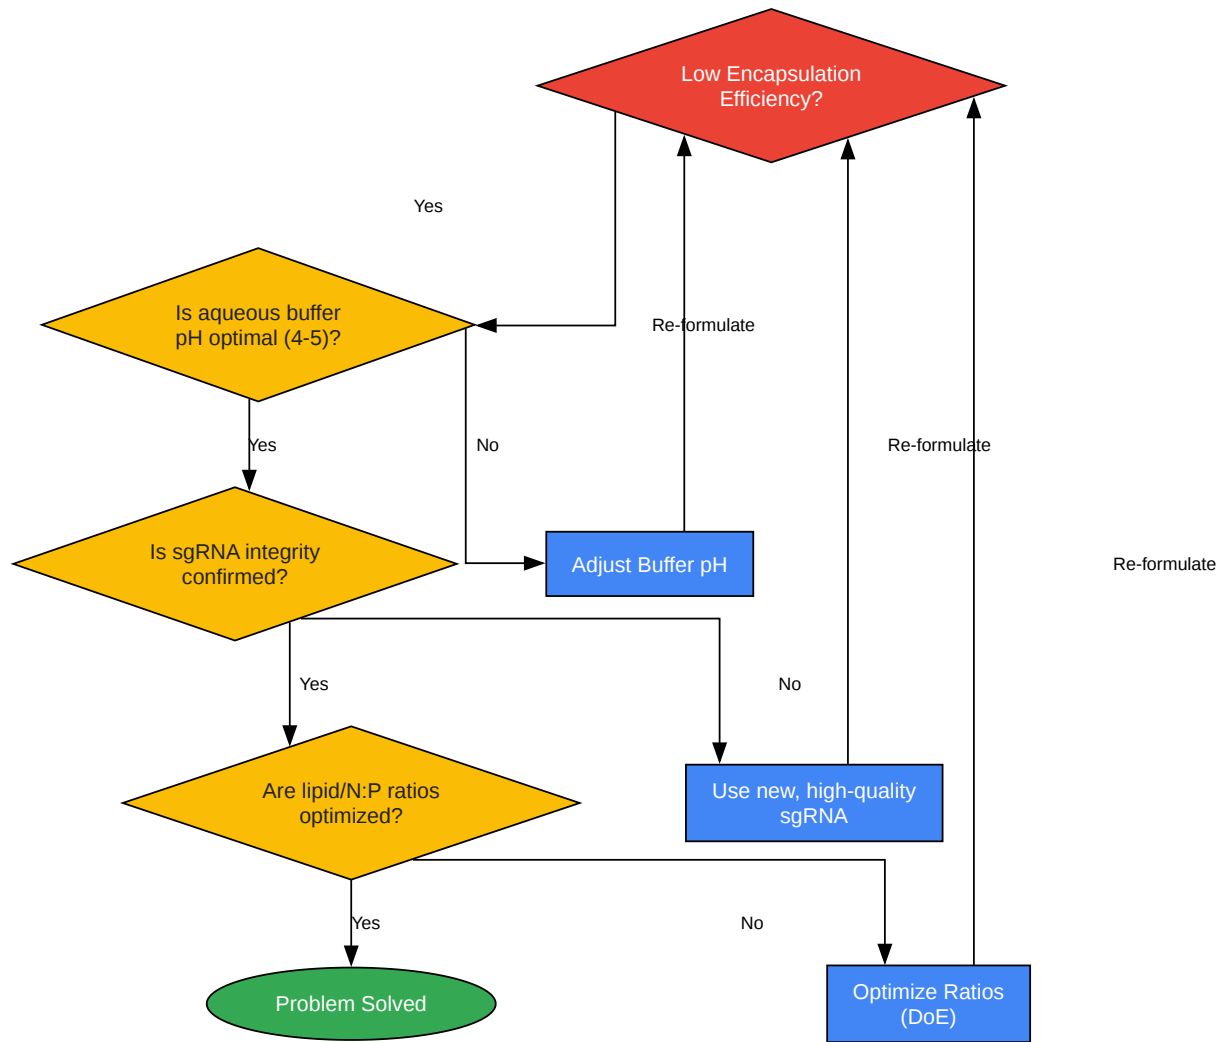 Low Encapsulation
Efficiency?
Yes
Is aqueous buffer
pH optimal (4-5)?
Re-formulate
Yes
No
Re-formulate
Is sgRNA integrity
confirmed?
Adjust Buffer pH
Re-formulate
Yes
No
Are lipid/N:P ratios
optimized?
Use new, high-quality
sgRNA
Yes
No
Problem Solved
Optimize Ratios
(DoE)